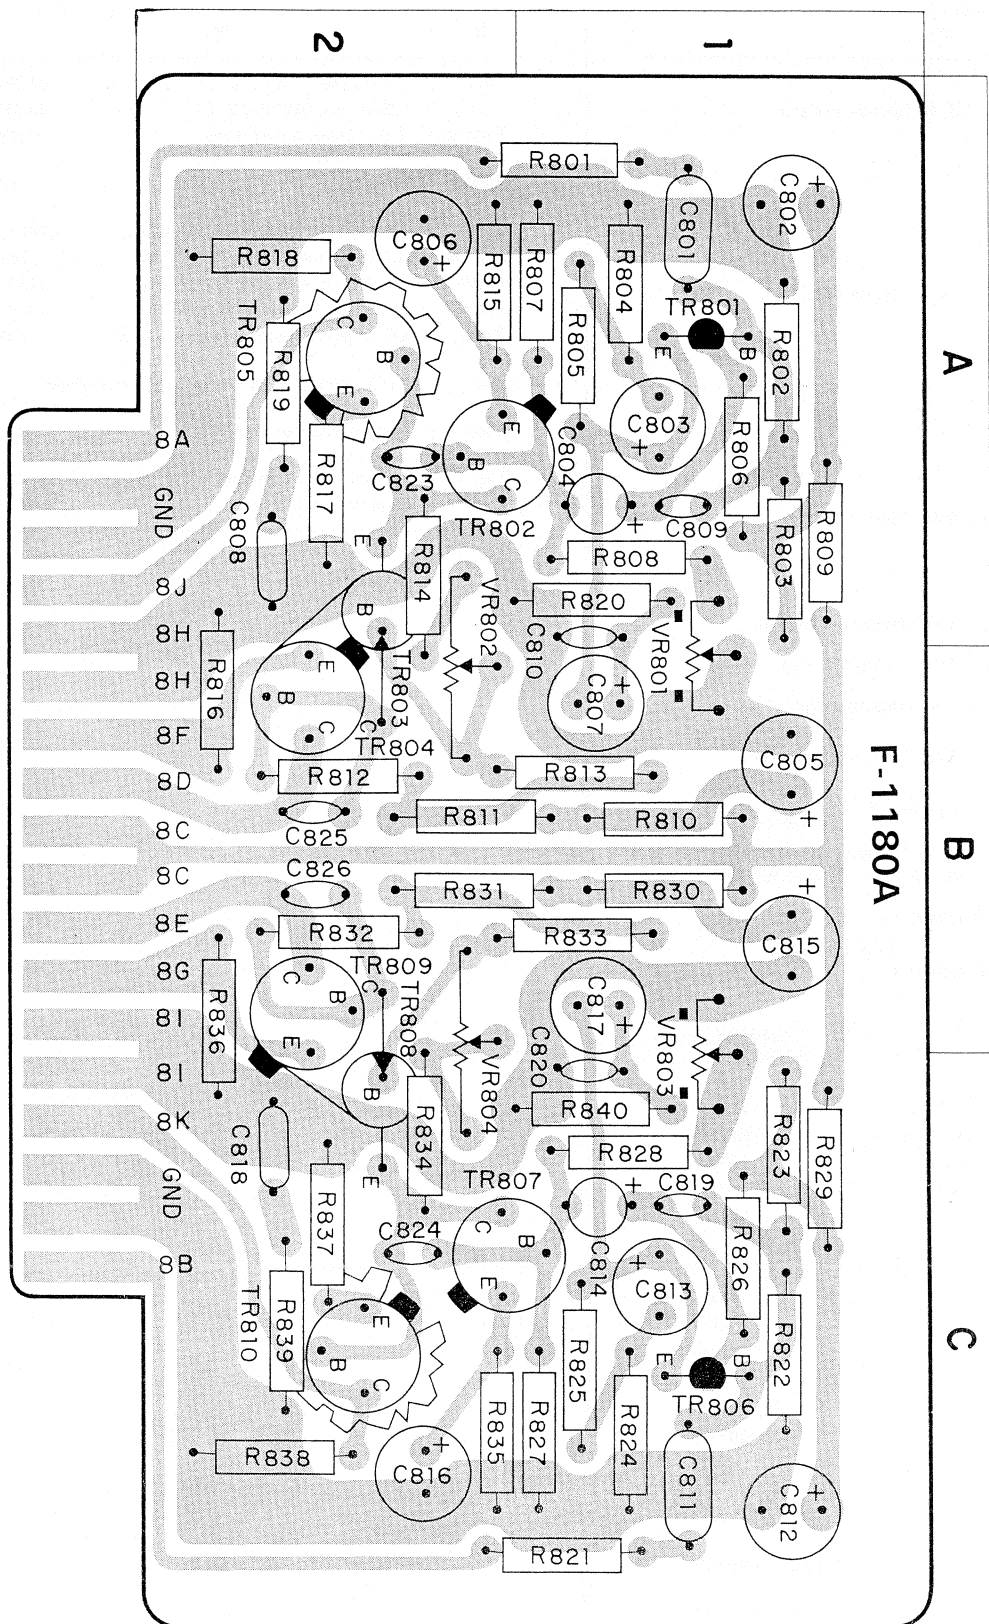 2
1
A
B
C
F-1180A
R801
C802
+
C801
C806
+
R818
R815
R807
R804
R805
TR801
E
B
R802
TR805
R819
C
B
E
C803
+
R806
C804
+
8A
R817
C823
E
B
C
TR802
C809
R803
R809
GND
C808
E
R814
R808
8J
B
VR802
R820
8H
R816
TR803
C810
VR801
8H
E
B
C
C
C807
+
8F
TR804
C805
+
8D
R812
R813
8C
C825
R811
R810
8C
C826
R831
R830
+
8E
R832
R833
C815
8G
C
B
E
TR809
C
TR808
C817
+
8I
R836
VR804
C820
VR803
8I
B
R840
8K
C818
R834
R828
R823
R829
E
TR807
C819
GND
R837
C824
C
B
E
+
C814
R826
8B
+
C813
TR810
R839
E
B
C
R825
E
B
R822
TR806
R835
R827
R824
R838
+
C816
C811
C812
+
R821